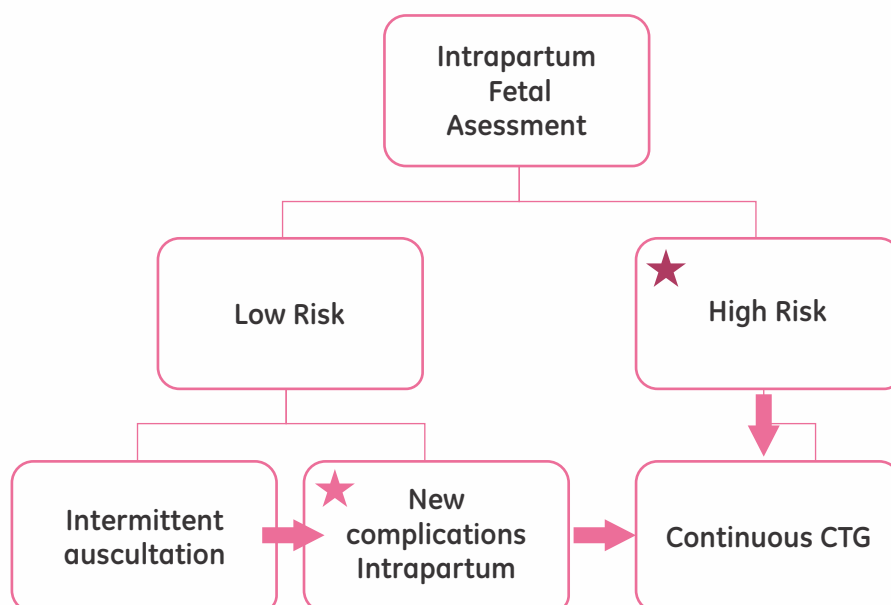 Intrapartum
Fetal
Asessment
Low Risk
High Risk
Intermittent
auscultation
New
complications
Intrapartum
Continuous CTG